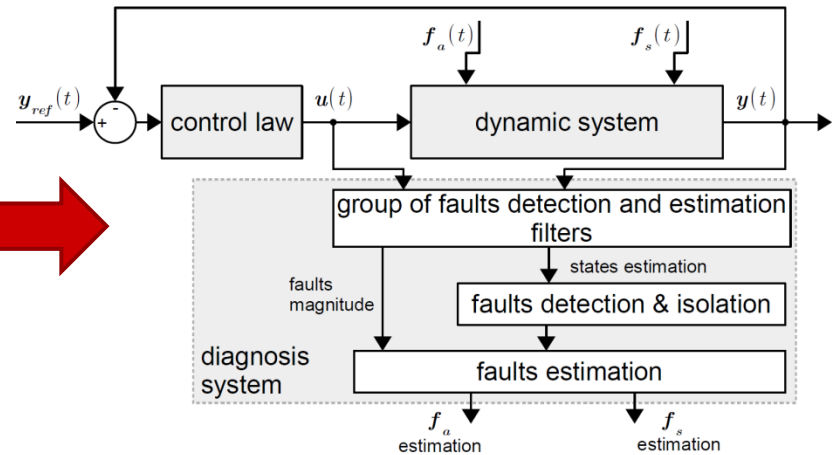 f_a(t)
f_s(t)
y_ref(t)
-
+
control law
u(t)
dynamic system
y(t)
group of faults detection and estimation
filters
states estimation
faults
magnitude
faults detection & isolation
diagnosis
system
faults estimation
f_a
estimation
f_s
estimation